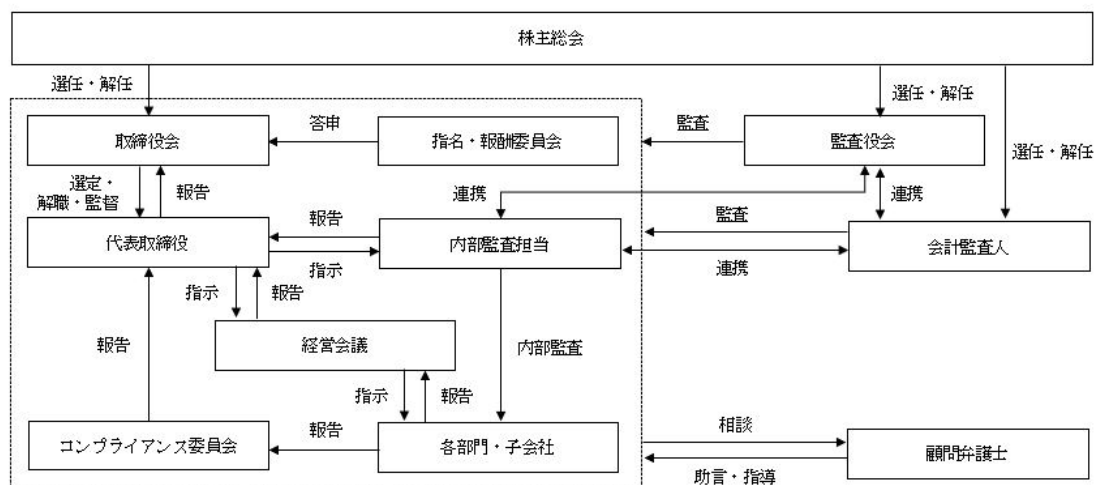 株主総会
選任・解任
選任・解任
選任・解任
取締役会
答申
指名・報酬委員会
監査
監査役会
選定・
解職・監督
報告
連携
連携
代表取締役
報告
指示
内部監査担当
監査
連携
会計監査人
指示
報告
経営会議
報告
内部監査
指示
報告
コンプライアンス委員会
報告
各部門・子会社
相談
助言・指導
顧問弁護士